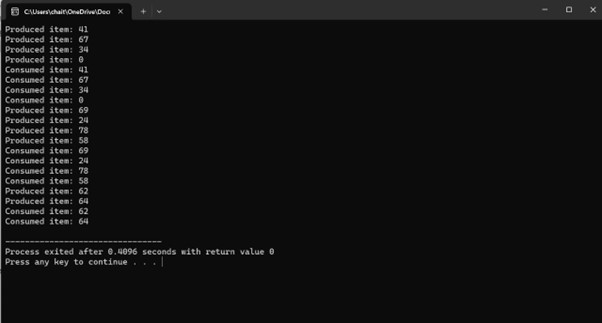 C:\Users\chait\OneDrive\Doc
Produced item: 41
Produced item: 67
Produced item: 34
Produced item: 0
Consumed item: 41
Consumed item: 67
Consumed item: 34
Consumed item: 0
Produced item: 69
Produced item: 24
Produced item: 78
Produced item: 58
Consumed item: 69
Consumed item: 24
Consumed item: 78
Consumed item: 58
Produced item: 62
Produced item: 64
Consumed item: 62
Consumed item: 64
--------------------------------
Process exited after 0.4096 seconds with return value 0
Press any key to continue . . .